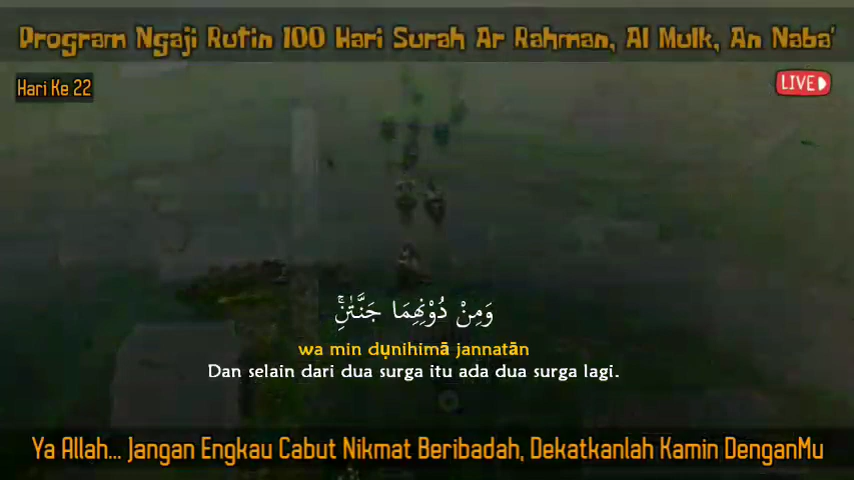 Program Ngaji Rutin 100 Hari Surah Ar Rahman, Al Mulk, An Naba'
Hari Ke 22
LIVE
وَمِنْ دُوْنِهِمَا جَنَّتٰنِۚ
wa min dụnihimā jannatān
Dan selain dari dua surga itu ada dua surga lagi.
Ya Allah... Jangan Engkau Cabut Nikmat Beribadah, Dekatkanlah Kamin DenganMu